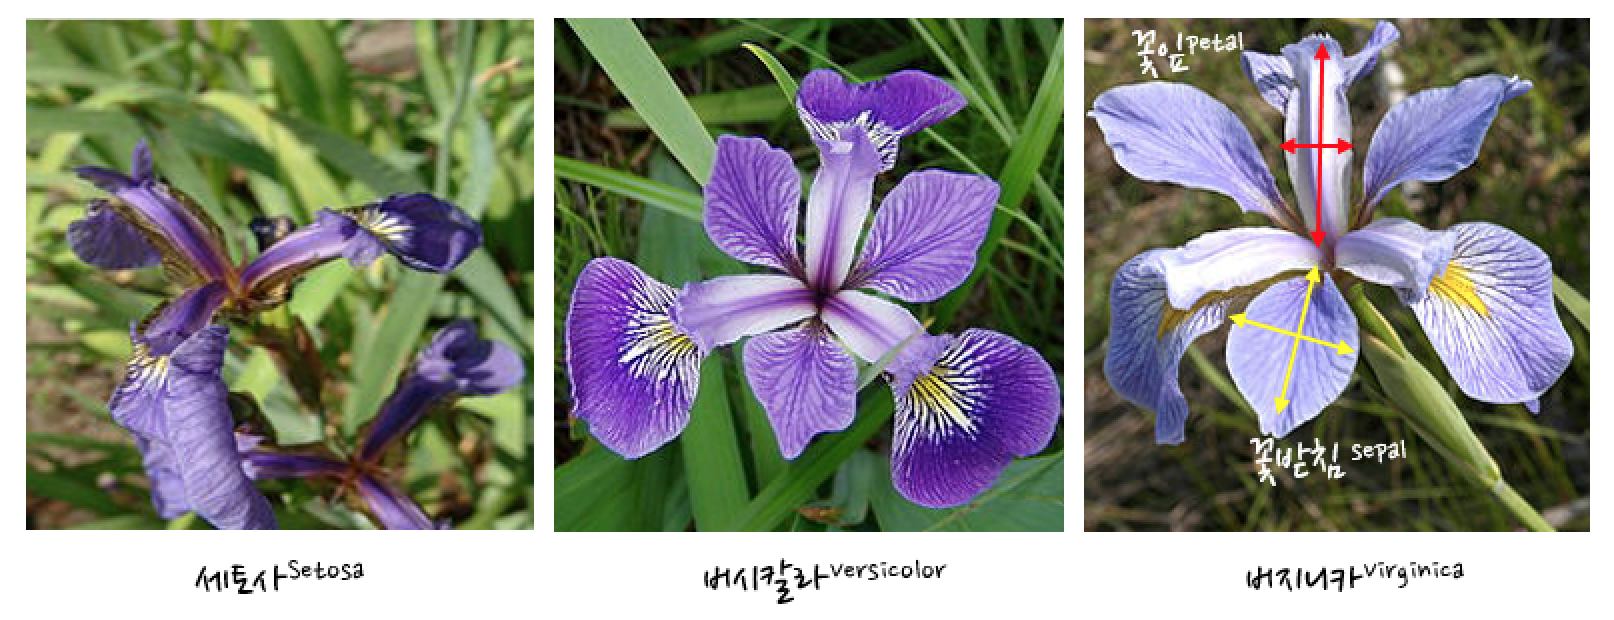 꽃잎petal
꽃받침 sepal
세토사Setosa
버시칼라versicolor
버지니카virginica